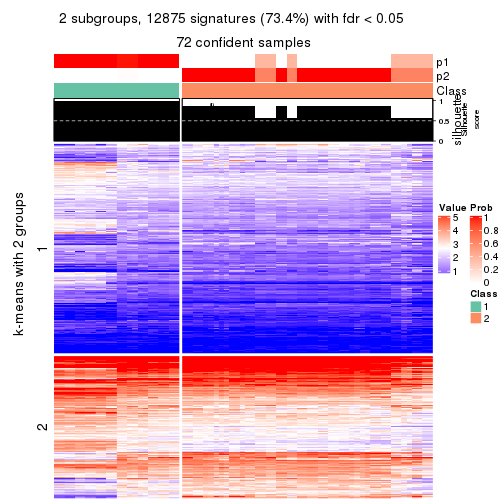 2 subgroups, 12875 signatures (73.4%) with fdr < 0.05
72 confident samples
p1
p2
Class
1
0.5
0
silhouette
Silhouette
score
k-means with 2 groups
1
2
Value
5
4
3
2
1
Prob
1
0.8
0.6
0.4
0.2
0
Class
1
2